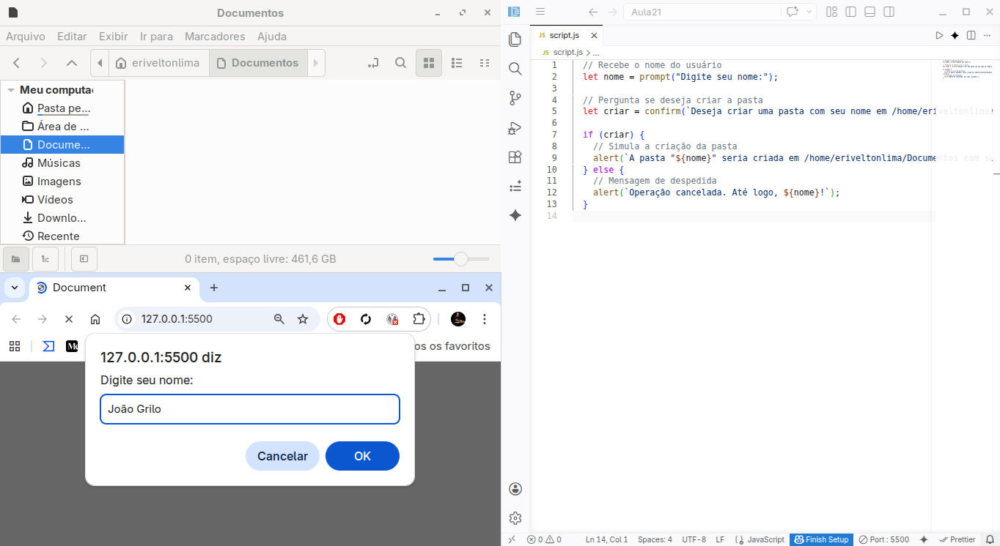 Documentos
Arquivo Editar Exibir Ir para Marcadores Ajuda
eriveltonlima Documentos
Meu computa
Pasta pe...
Área de ...
Docume...
Músicas
Imagens
Vídeos
Downlo...
Recente
0 item, espaço livre: 461,6 GB
Document
127.0.0.1:5500
os os favoritos
127.0.0.1:5500 diz
Digite seu nome:
João Grilo
Cancelar OK
Aula21
JS script.js
JS script.js > ...
1 // Recebe o nome do usuário
2 let nome = prompt("Digite seu nome:");
3
4 // Pergunta se deseja criar a pasta
5 let criar = confirm(`Deseja criar uma pasta com seu nome em /home/eriveltonlima/
6
7 if (criar) {
8 // Simula a criação da pasta
9 alert(`A pasta "${nome}" seria criada em /home/eriveltonlima/Documentos com su
10 } else {
11 // Mensagem de despedida
12 alert(`Operação cancelada. Até logo, ${nome}!`);
13 }
14
0 0 Ln 14, Col 1 Spaces: 4 UTF-8 LF {} JavaScript Finish Setup Port : 5500 Prettier